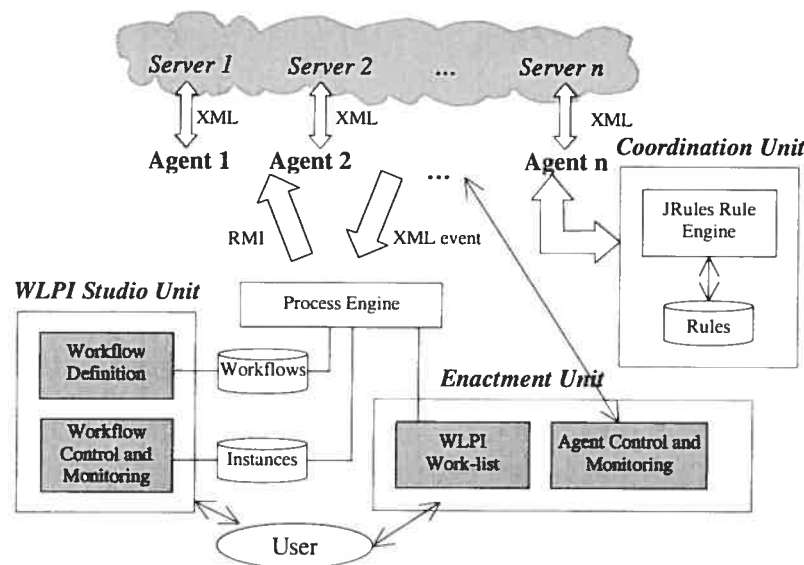 Server 1 Server 2 ... Server n
XML XML XML
Agent 1 Agent 2 ... Agent n
Coordination Unit
JRules Rule
Engine
RMI XML event
Rules
WLPI Studio Unit
Process Engine
Workflow
Definition
Workflows
Enactment Unit
Workflow
Control and
Monitoring
Instances
WLPI
Work-list
Agent Control and
Monitoring
User